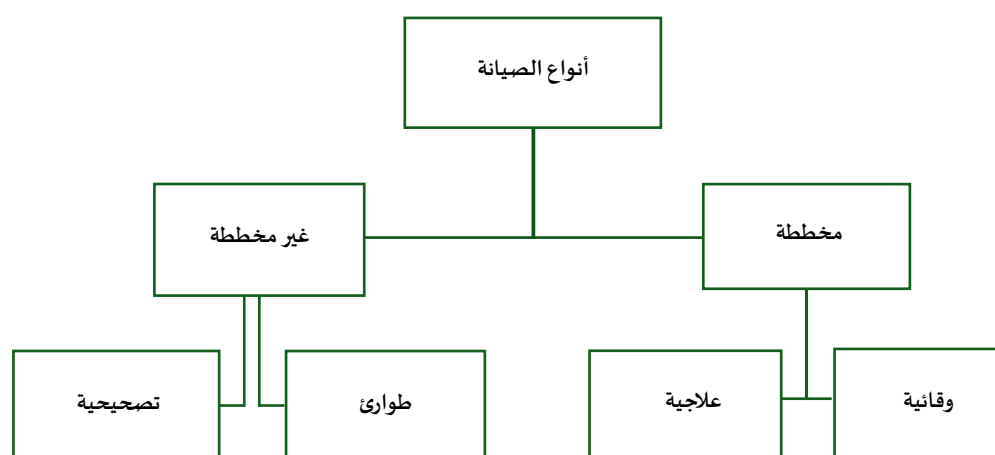 أنواع الصيانة
مخططة
غير مخططة
وقائية
علاجية
طوارئ
تصحيحية